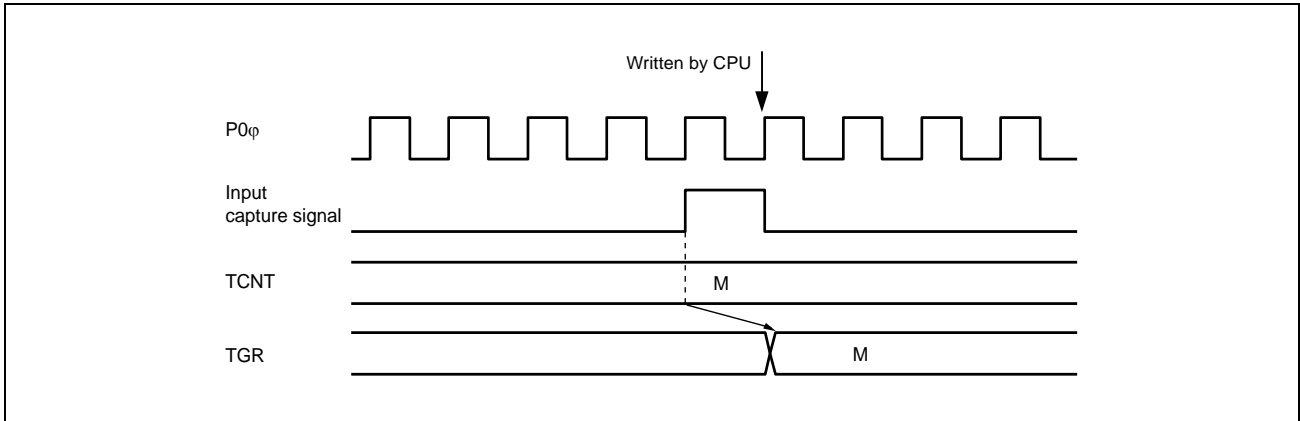 Written by CPU
P0φ
Input
capture signal
TCNT
M
TGR
M